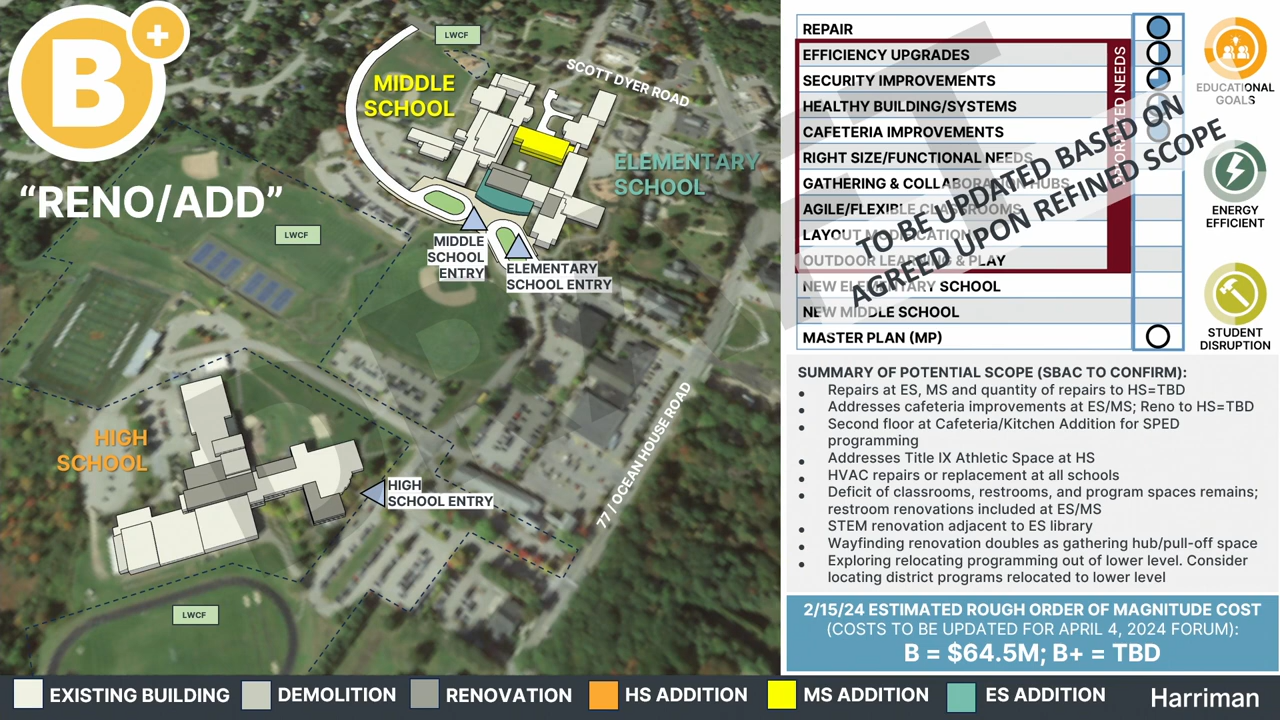 B
+
"RENO/ADD"
LWCF
MIDDLE
SCHOOL
SCOTT DYER ROAD
ELEMENTARY
SCHOOL
LWCF
MIDDLE
SCHOOL
ENTRY
ELEMENTARY
SCHOOL ENTRY
HIGH
SCHOOL
HIGH
SCHOOL ENTRY
77 / OCEAN HOUSE ROAD
LWCF
REPAIR
EFFICIENCY UPGRADES
SECURITY IMPROVEMENTS
HEALTHY BUILDING/SYSTEMS
CAFETERIA IMPROVEMENTS
RIGHT SIZE/FUNCTIONAL NEEDS
GATHERING & COLLABORATION HUBS
AGILE/FLEXIBLE CLASSROOMS
LAYOUT MODIFICATION
OUTDOOR LEARNING & PLAY
NEW ELEMENTARY SCHOOL
NEW MIDDLE SCHOOL
MASTER PLAN (MP)
NEEDS
TO BE UPDATED BASED ON
AGREED UPON REFINED SCOPE
EDUCATIONAL
GOALS
ENERGY
EFFICIENT
STUDENT
DISRUPTION
SUMMARY OF POTENTIAL SCOPE (SBAC TO CONFIRM):
• Repairs at ES, MS and quantity of repairs to HS=TBD
• Addresses cafeteria improvements at ES/MS; Reno to HS=TBD
• Second floor at Cafeteria/Kitchen Addition for SPED
programming
• Addresses Title IX Athletic Space at HS
• HVAC repairs or replacement at all schools
• Deficit of classrooms, restrooms, and program spaces remains;
restroom renovations included at ES/MS
• STEM renovation adjacent to ES library
• Wayfinding renovation doubles as gathering hub/pull-off space
• Exploring relocating programming out of lower level. Consider
locating district programs relocated to lower level
2/15/24 ESTIMATED ROUGH ORDER OF MAGNITUDE COST
(COSTS TO BE UPDATED FOR APRIL 4, 2024 FORUM):
B = $64.5M; B+ = TBD
EXISTING BUILDING
DEMOLITION
RENOVATION
HS ADDITION
MS ADDITION
ES ADDITION
Harriman